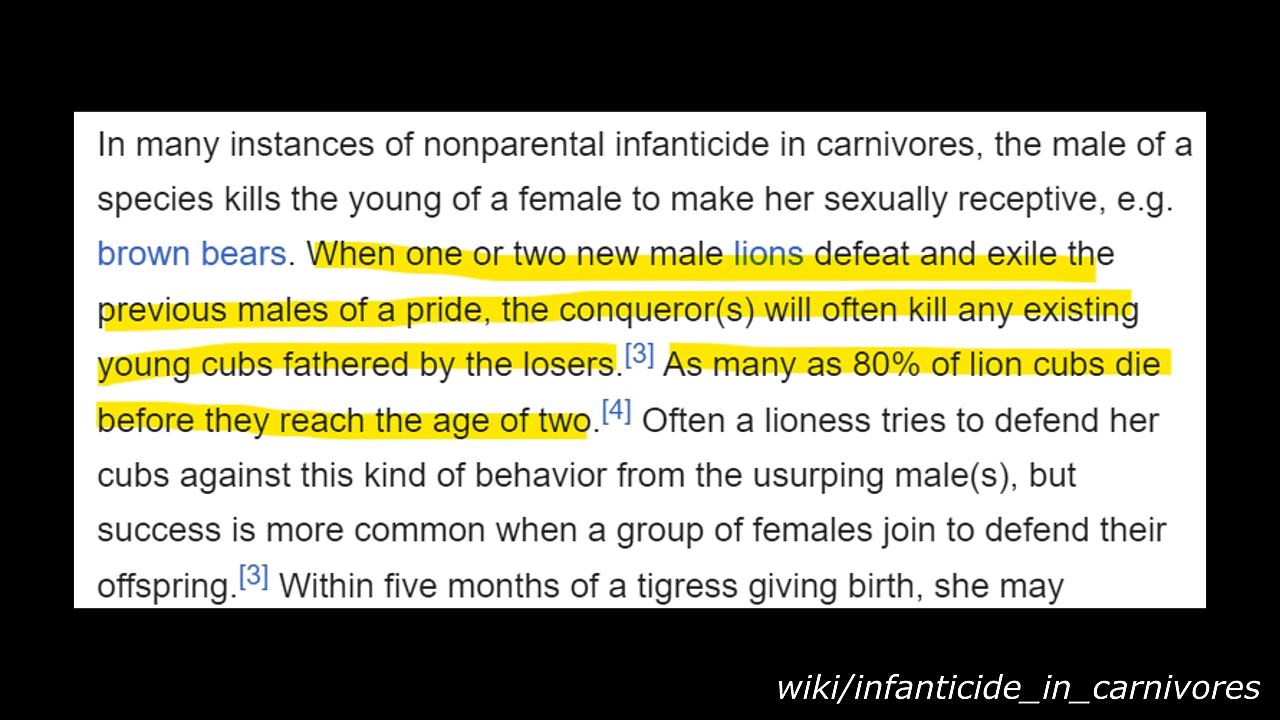 In many instances of nonparental infanticide in carnivores, the male of a
species kills the young of a female to make her sexually receptive, e.g.
brown bears. When one or two new male lions defeat and exile the
previous males of a pride, the conqueror(s) will often kill any existing
young cubs fathered by the losers.[3] As many as 80% of lion cubs die
before they reach the age of two.[4] Often a lioness tries to defend her
cubs against this kind of behavior from the usurping male(s), but
success is more common when a group of females join to defend their
offspring.[3] Within five months of a tigress giving birth, she may
wiki/infanticide_in_carnivores